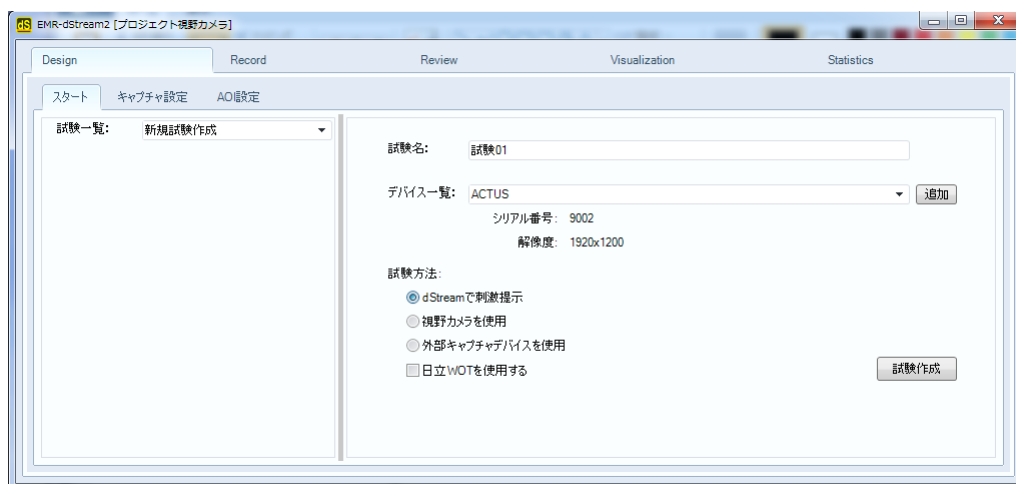 dS EMR-dStream2 [プロジェクト視野カメラ]
Design Record Review Visualization Statistics
スタート キャプチャ設定 AOI設定
試験一覧: 新規試験作成
試験名: 試験01
デバイス一覧: ACTUS 追加
シリアル番号: 9002
解像度: 1920x1200
試験方法:
dStreamで刺激提示
視野カメラを使用
外部キャプチャデバイスを使用
日立WOTを使用する
試験作成